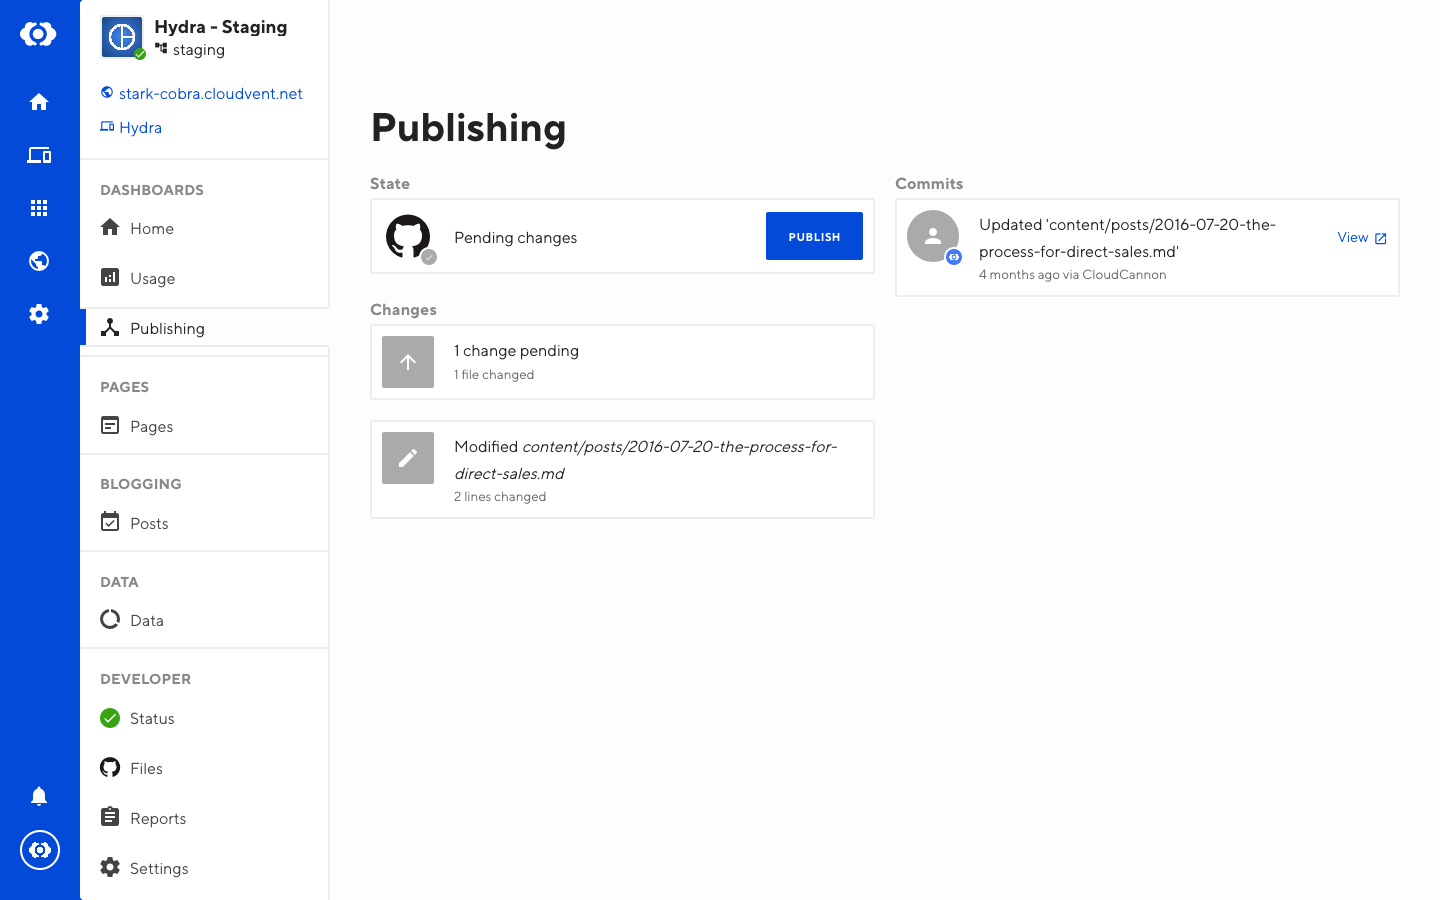 Hydra - Staging
staging
stark-cobra.cloudvent.net
Hydra
DASHBOARDS
Home
Usage
Publishing
PAGES
Pages
BLOGGING
Posts
DATA
Data
DEVELOPER
Status
Files
Reports
Settings
Publishing
State
Pending changes
PUBLISH
Changes
1 change pending
1 file changed
Modified content/posts/2016-07-20-the-process-for-
direct-sales.md
2 lines changed
Commits
Updated 'content/posts/2016-07-20-the-
process-for-direct-sales.md'
4 months ago via CloudCannon
View